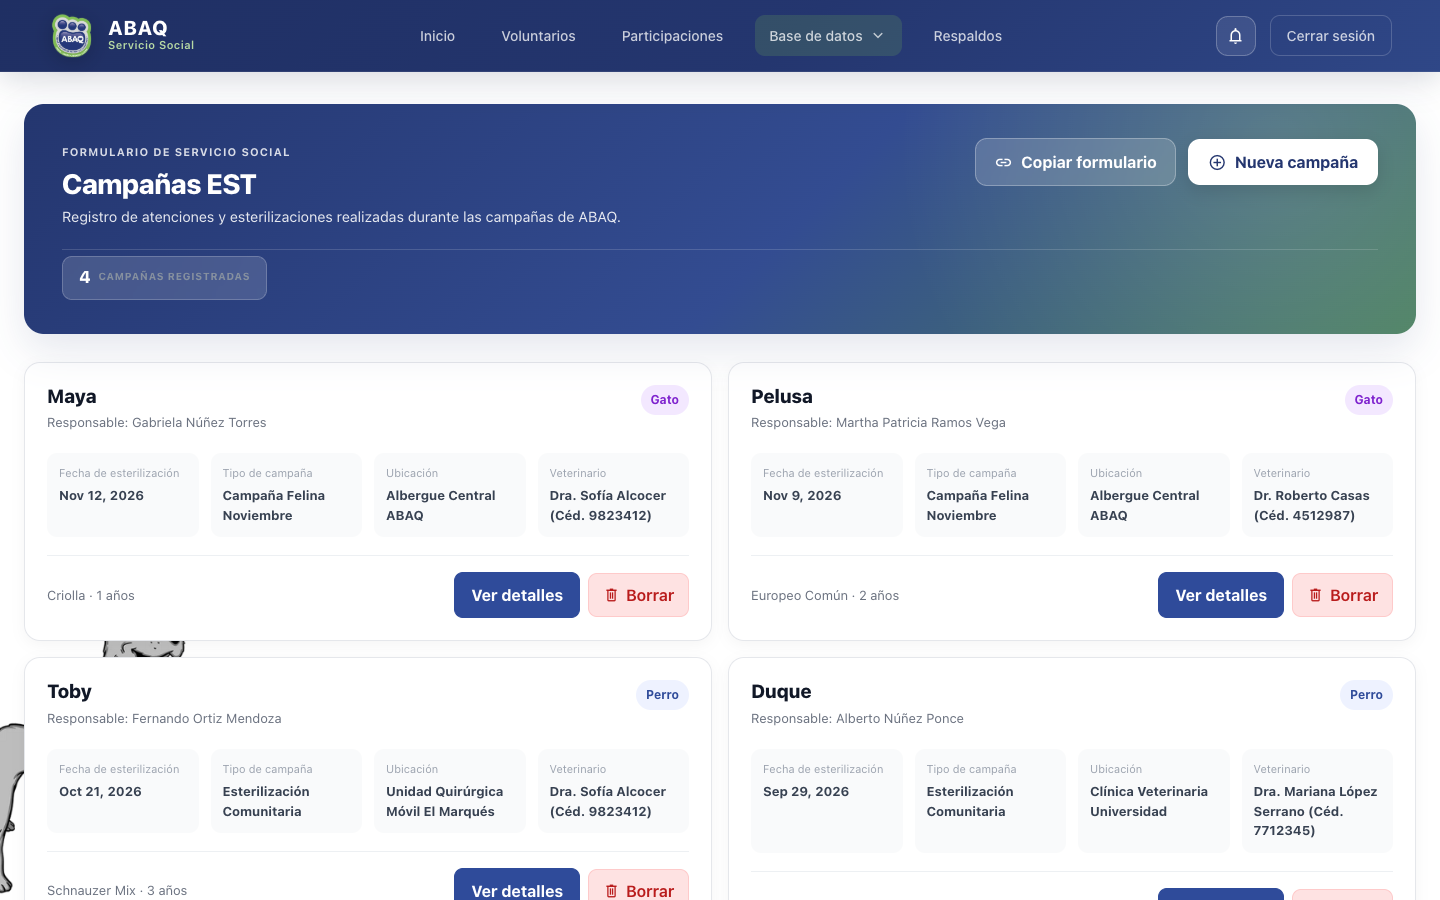 ABAQ
ABAQ
Servicio Social
Inicio
Voluntarios
Participaciones
Base de datos
Respaldos
Cerrar sesión
FORMULARIO DE SERVICIO SOCIAL
Campañas EST
Registro de atenciones y esterilizaciones realizadas durante las campañas de ABAQ.
Copiar formulario
Nueva campaña
4 CAMPAÑAS REGISTRADAS
Maya
Gato
Responsable: Gabriela Núñez Torres
Fecha de esterilización
Nov 12, 2026
Tipo de campaña
Campaña Felina
Noviembre
Ubicación
Albergue Central
ABAQ
Veterinario
Dra. Sofía Alcocer
(Céd. 9823412)
Criolla · 1 años
Ver detalles
Borrar
Pelusa
Gato
Responsable: Martha Patricia Ramos Vega
Fecha de esterilización
Nov 9, 2026
Tipo de campaña
Campaña Felina
Noviembre
Ubicación
Albergue Central
ABAQ
Veterinario
Dr. Roberto Casas
(Céd. 4512987)
Europeo Común · 2 años
Ver detalles
Borrar
Toby
Perro
Responsable: Fernando Ortiz Mendoza
Fecha de esterilización
Oct 21, 2026
Tipo de campaña
Esterilización
Comunitaria
Ubicación
Unidad Quirúrgica
Móvil El Marqués
Veterinario
Dra. Sofía Alcocer
(Céd. 9823412)
Schnauzer Mix · 3 años
Ver detalles
Borrar
Duque
Perro
Responsable: Alberto Núñez Ponce
Fecha de esterilización
Sep 29, 2026
Tipo de campaña
Esterilización
Comunitaria
Ubicación
Clínica Veterinaria
Universidad
Veterinario
Dra. Mariana López
Serrano (Céd.
7712345)